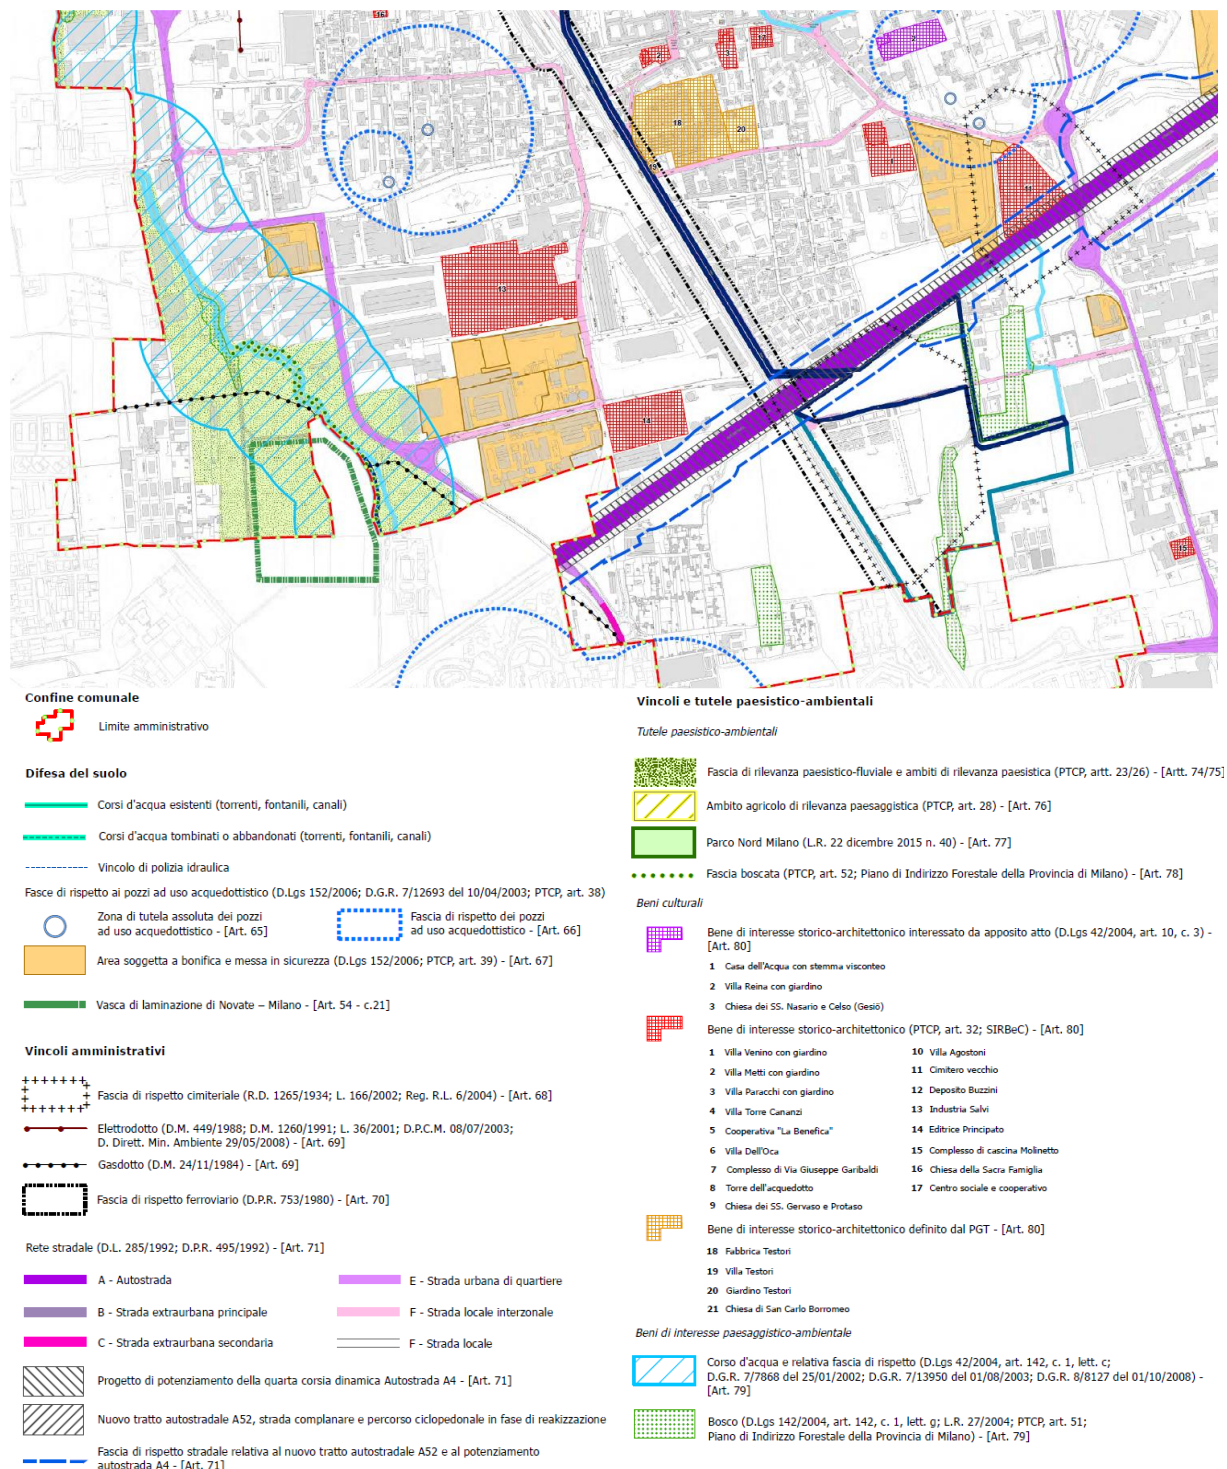 16
2
3
17
2
18
20
19
1
11
13
14
15
Confine comunale
Limite amministrativo
Difesa del suolo
Corsi d'acqua esistenti (torrenti, fontanili, canali)
Corsi d'acqua tombinati o abbandonati (torrenti, fontanili, canali)
Vincolo di polizia idraulica
Fasce di rispetto ai pozzi ad uso acquedottistico (D.Lgs 152/2006; D.G.R. 7/12693 del 10/04/2003; PTCP, art. 38)
Zona di tutela assoluta dei pozzi
ad uso acquedottistico - [Art. 65]
Fascia di rispetto dei pozzi
ad uso acquedottistico - [Art. 66]
Area soggetta a bonifica e messa in sicurezza (D.Lgs 152/2006; PTCP, art. 39) - [Art. 67]
Vasca di laminazione di Novate – Milano - [Art. 54 - c.21]
Vincoli amministrativi
Fascia di rispetto cimiteriale (R.D. 1265/1934; L. 166/2002; Reg. R.L. 6/2004) - [Art. 68]
Elettrodotto (D.M. 449/1988; D.M. 1260/1991; L. 36/2001; D.P.C.M. 08/07/2003;
D. Dirett. Min. Ambiente 29/05/2008) - [Art. 69]
Gasdotto (D.M. 24/11/1984) - [Art. 69]
Fascia di rispetto ferroviario (D.P.R. 753/1980) - [Art. 70]
Rete stradale (D.L. 285/1992; D.P.R. 495/1992) - [Art. 71]
A - Autostrada
E - Strada urbana di quartiere
B - Strada extraurbana principale
F - Strada locale interzonale
C - Strada extraurbana secondaria
F - Strada locale
Progetto di potenziamento della quarta corsia dinamica Autostrada A4 - [Art. 71]
Nuovo tratto autostradale A52, strada complanare e percorso ciclopedonale in fase di reakizzazione
Fascia di rispetto stradale relativa al nuovo tratto autostradale A52 e al potenziamento
autostrada A4 - [Art. 71]
Vincoli e tutele paesistico-ambientali
Tutele paesistico-ambientali
Fascia di rilevanza paesistico-fluviale e ambiti di rilevanza paesistica (PTCP, artt. 23/26) - [Artt. 74/75]
Ambito agricolo di rilevanza paesaggistica (PTCP, art. 28) - [Art. 76]
Parco Nord Milano (L.R. 22 dicembre 2015 n. 40) - [Art. 77]
Fascia boscata (PTCP, art. 52; Piano di Indirizzo Forestale della Provincia di Milano) - [Art. 78]
Beni culturali
Bene di interesse storico-architettonico interessato da apposito atto (D.Lgs 42/2004, art. 10, c. 3) -
[Art. 80]
1 Casa dell'Acqua con stemma visconteo
2 Villa Reina con giardino
3 Chiesa dei SS. Nasario e Celso (Gesiö)
Bene di interesse storico-architettonico (PTCP, art. 32; SIRBeC) - [Art. 80]
1 Villa Venino con giardino
2 Villa Metti con giardino
3 Villa Paracchi con giardino
4 Villa Torre Cananzi
5 Cooperativa "La Benefica"
6 Villa Dell'Oca
7 Complesso di Via Giuseppe Garibaldi
8 Torre dell'acquedotto
9 Chiesa dei SS. Gervaso e Protaso
10 Villa Agostoni
11 Cimitero vecchio
12 Deposito Buzzini
13 Industria Salvi
14 Editrice Principato
15 Complesso di cascina Molinetto
16 Chiesa della Sacra Famiglia
17 Centro sociale e cooperativo
Bene di interesse storico-architettonico definito dal PGT - [Art. 80]
18 Fabbrica Testori
19 Villa Testori
20 Giardino Testori
21 Chiesa di San Carlo Borromeo
Beni di interesse paesaggistico-ambientale
Corso d'acqua e relativa fascia di rispetto (D.Lgs 42/2004, art. 142, c. 1, lett. c;
D.G.R. 7/7868 del 25/01/2002; D.G.R. 7/13950 del 01/08/2003; D.G.R. 8/8127 del 01/10/2008) -
[Art. 79]
Bosco (D.Lgs 142/2004, art. 142, c. 1, lett. g; L.R. 27/2004; PTCP, art. 51;
Piano di Indirizzo Forestale della Provincia di Milano) - [Art. 79]